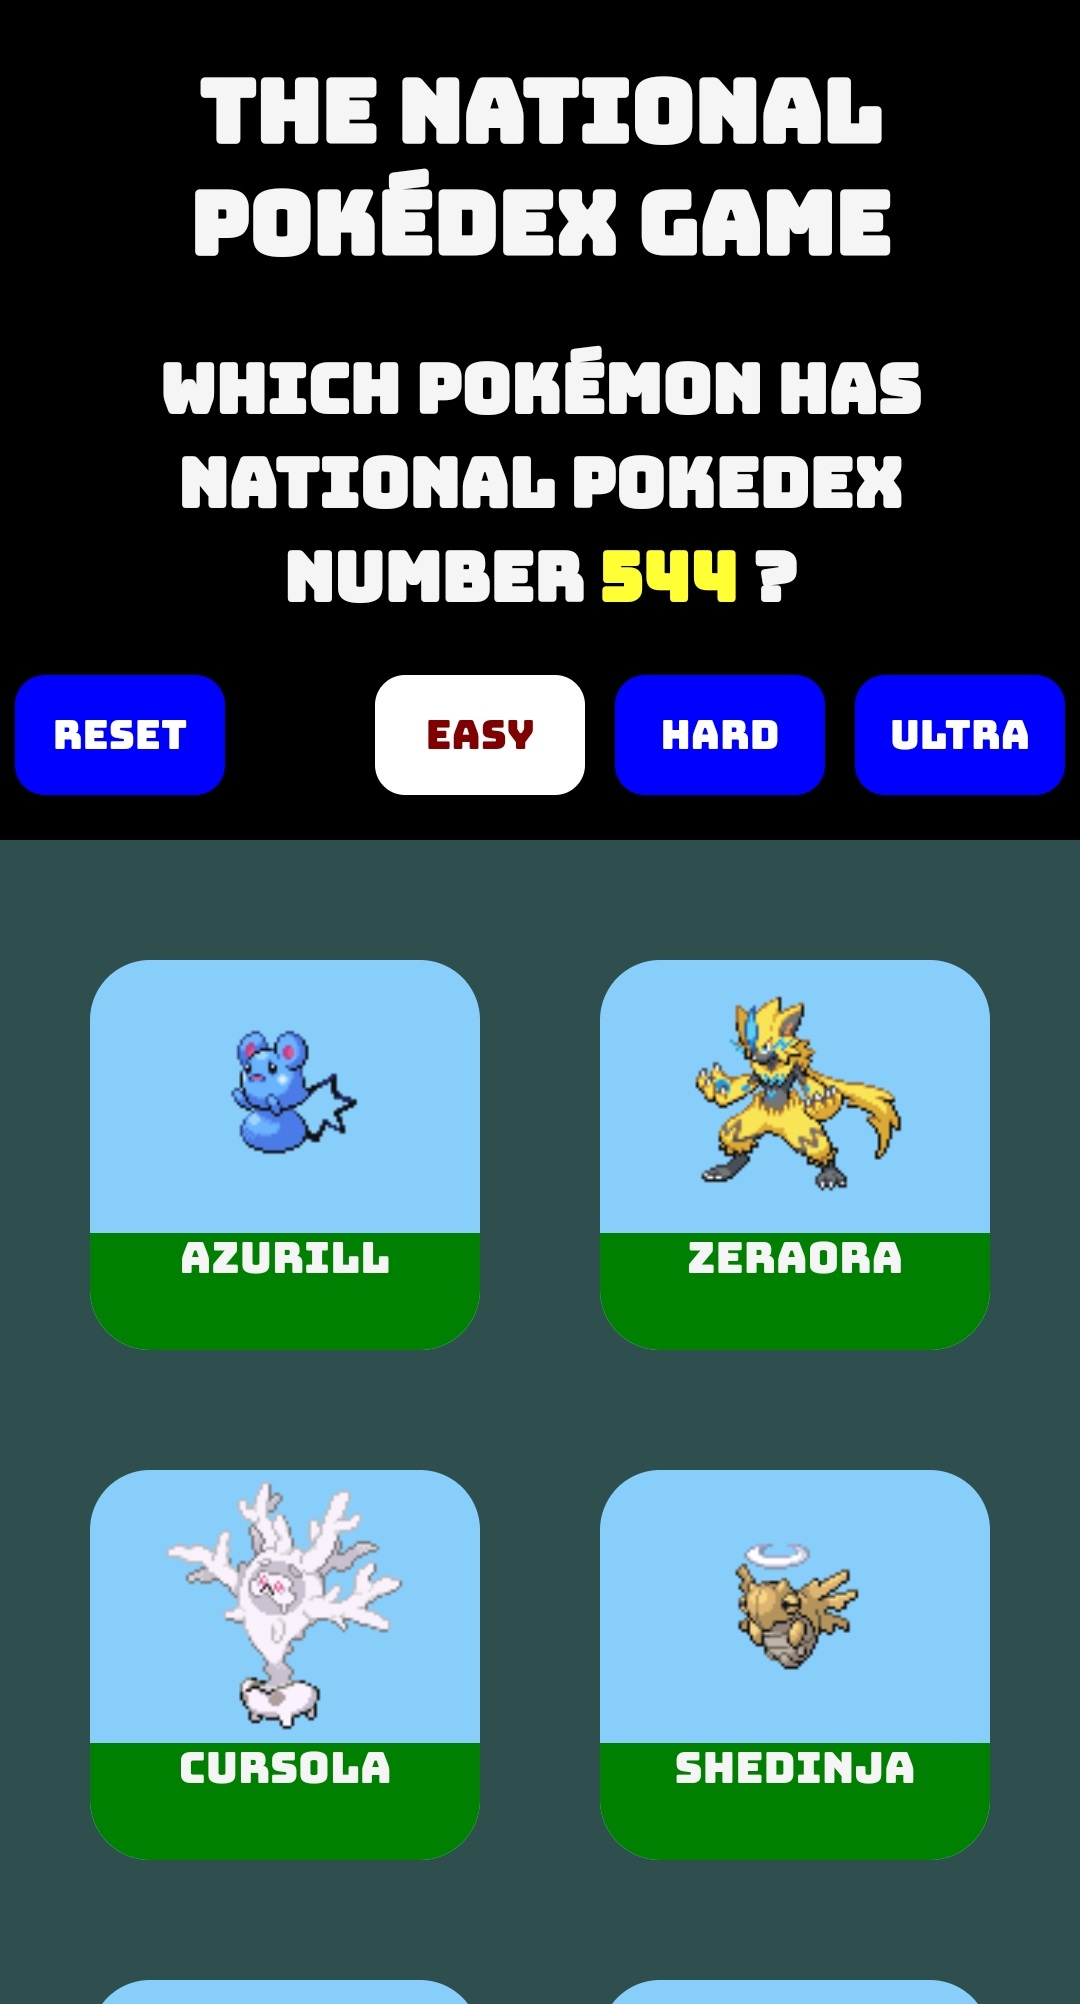 THE NATIONAL
POKÉDEX GAME
WHICH POKÉMON HAS
NATIONAL POKEDEX
NUMBER 544 ?
RESET EASY HARD ULTRA
AZURILL ZERAORA
CURSOLA SHEDINJA